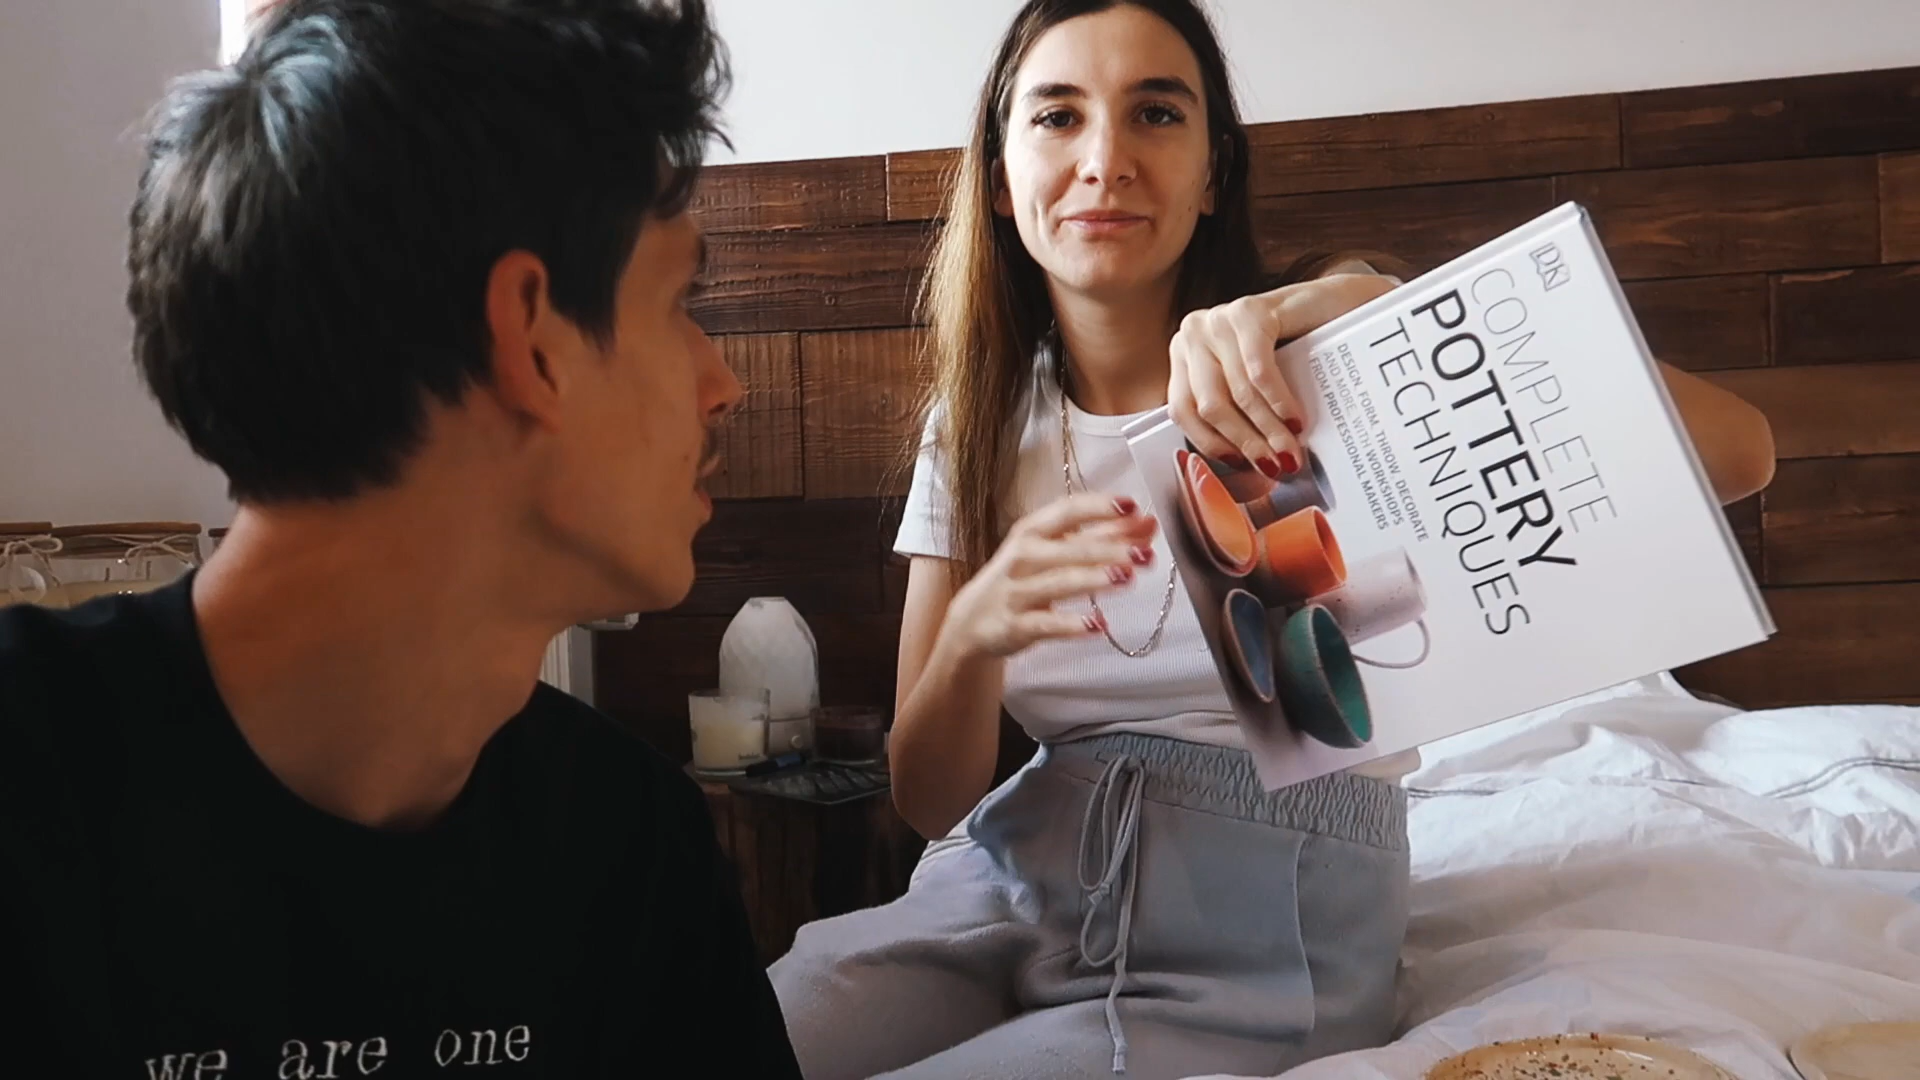 DK
COMPLETE
POTTERY
TECHNIQUES
DESIGN, FORM, THROW, DECORATE
AND MORE, WITH WORKSHOPS
FROM PROFESSIONAL MAKERS
we are one